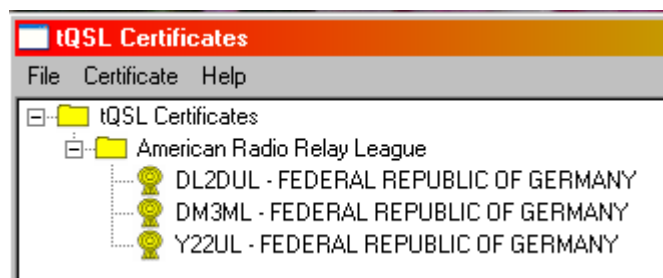 tQSL Certificates
File Certificate Help
tQSL Certificates
American Radio Relay League
DL2DUL - FEDERAL REPUBLIC OF GERMANY
DM3ML - FEDERAL REPUBLIC OF GERMANY
Y22UL - FEDERAL REPUBLIC OF GERMANY